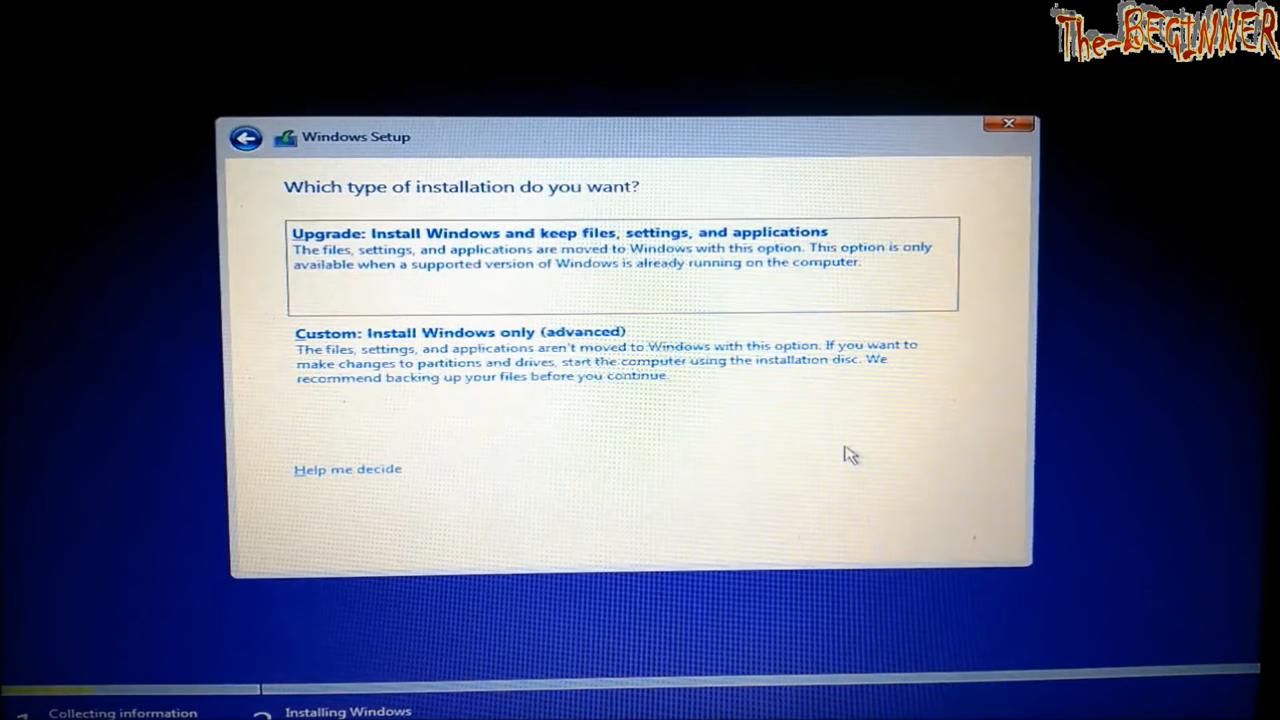 The-BEGINNER
Windows Setup
Which type of installation do you want?
Upgrade: Install Windows and keep files, settings, and applications
The files, settings, and applications are moved to Windows with this option. This option is only
available when a supported version of Windows is already running on the computer.
Custom: Install Windows only (advanced)
The files, settings, and applications aren't moved to Windows with this option. If you want to
make changes to partitions and drives, start the computer using the installation disc. We
recommend backing up your files before you continue.
Help me decide
1 Collecting information
2 Installing Windows